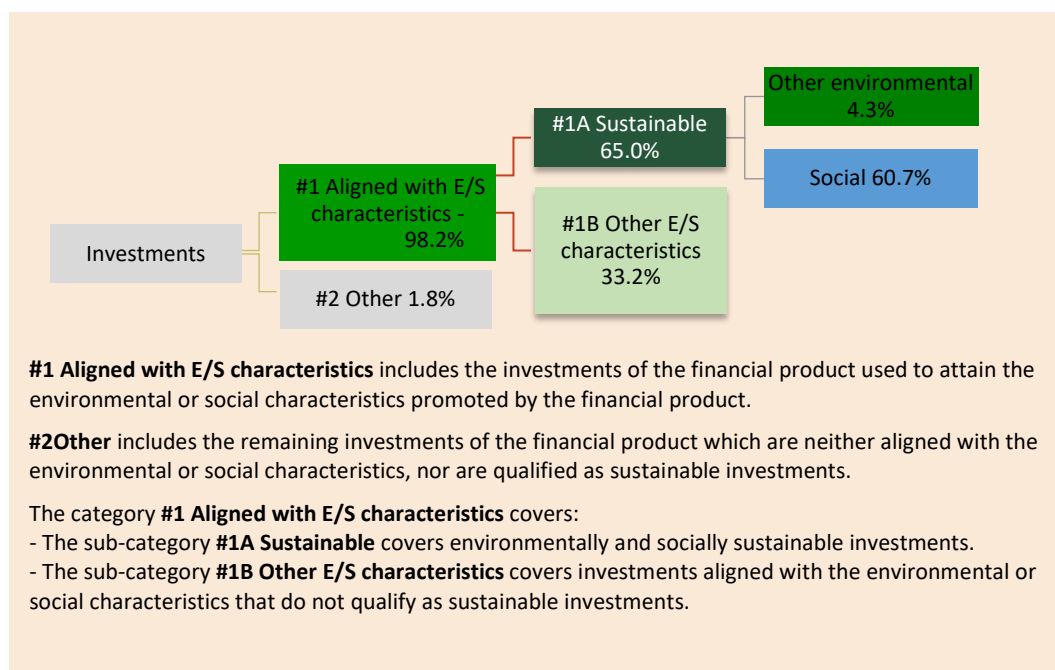 Other environmental
4.3%
#1A Sustainable
65.0%
Social 60.7%
#1 Aligned with E/S
characteristics -
98.2%
#1B Other E/S
characteristics
33.2%
Investments
#2 Other 1.8%
#1 Aligned with E/S characteristics includes the investments of the financial product used to attain the
environmental or social characteristics promoted by the financial product.
#2Other includes the remaining investments of the financial product which are neither aligned with the
environmental or social characteristics, nor are qualified as sustainable investments.
The category #1 Aligned with E/S characteristics covers:
- The sub-category #1A Sustainable covers environmentally and socially sustainable investments.
- The sub-category #1B Other E/S characteristics covers investments aligned with the environmental or
social characteristics that do not qualify as sustainable investments.